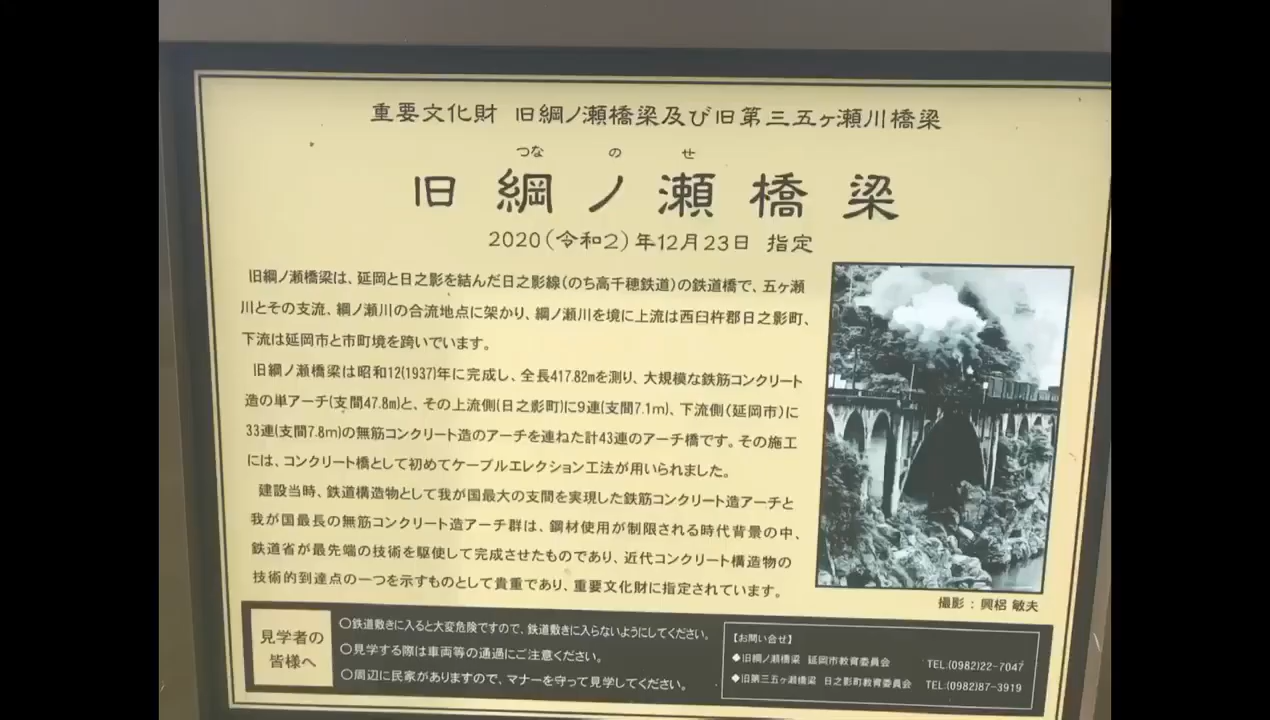 重要文化財 旧綱ノ瀬橋梁及び旧第三五ヶ瀬川橋梁
つな の せ
旧綱ノ瀬橋梁
2020(令和2)年12月23日 指定
旧綱ノ瀬橋梁は、延岡と日之影を結んだ日之影線(のち高千穂鉄道)の鉄道橋で、五ヶ瀬
川とその支流、綱ノ瀬川の合流地点に架かり、綱ノ瀬川を境に上流は西臼杵郡日之影町、
下流は延岡市と市町境を跨いでいます。
旧綱ノ瀬橋梁は昭和12(1937)年に完成し、全長417.82mを測り、大規模な鉄筋コンクリート
造の単アーチ(支間47.8m)と、その上流側(日之影町)に9連(支間7.1m)、下流側(延岡市)に
33連(支間7.8m)の無筋コンクリート造のアーチを連ねた計43連のアーチ橋です。その施工
には、コンクリート橋として初めてケーブルエレクション工法が用いられました。
建設当時、鉄道構造物として我が国最大の支間を実現した鉄筋コンクリート造アーチと
我が国最長の無筋コンクリート造アーチ群は、鋼材使用が制限される時代背景の中、
鉄道省が最先端の技術を駆使して完成させたものであり、近代コンクリート構造物の
技術的到達点の一つを示すものとして貴重であり、重要文化財に指定されています。
撮影：興梠 敏夫
見学者の
皆様へ
○鉄道敷きに入ると大変危険ですので、鉄道敷きに入らないようにしてください。
○見学する際は車両等の通過にご注意ください。
○周辺に民家がありますので、マナーを守って見学してください。
【お問い合せ】
◆旧綱ノ瀬橋梁 延岡市教育委員会 TEL:(0982)22-7047
◆旧第三五ヶ瀬橋梁 日之影町教育委員会 TEL:(0982)87-3919